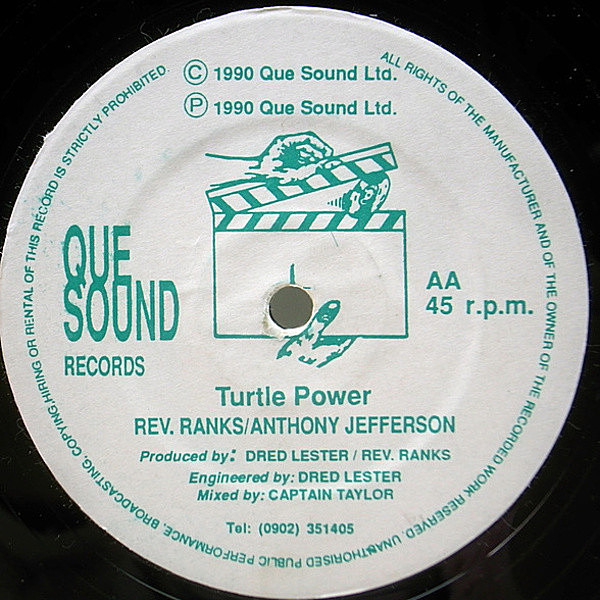 © 1990 Que Sound Ltd.
℗ 1990 Que Sound Ltd.
ALL RIGHTS OF THE MANUFACTURER AND OF THE OWNER OF THE RECORDED WORK RESERVED. UNAUTHORISED PUBLIC PERFORMANCE, BROADCASTING, COPYING, HIRING OR RENTAL OF THIS RECORD IS STRICTLY PROHIBITED.
QUE
SOUND
RECORDS
AA
45 r.p.m.
Turtle Power
REV. RANKS/ANTHONY JEFFERSON
Produced by: DRED LESTER / REV. RANKS
Engineered by: DRED LESTER
Mixed by: CAPTAIN TAYLOR
Tel: (0902) 351405